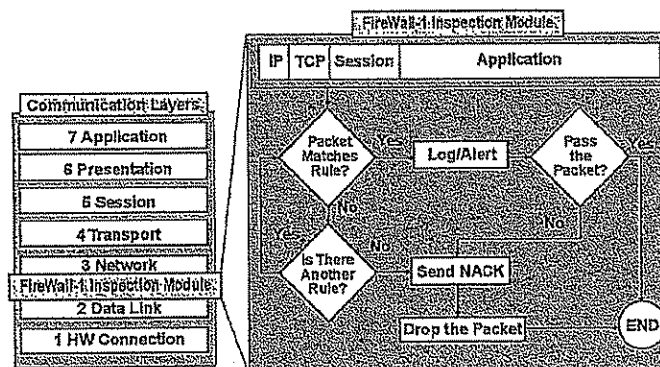 FireWall-1 Inspection Module
IP TCP Session Application
Communication Layers
7 Application
6 Presentation
5 Session
4 Transport
3 Network
FireWall-1 Inspection Module
2 Data Link
1 HW Connection
Packet
Matches
Rule?
Yes
Log/Alert
Pass
the
Packet?
Yes
No
No
Yes
Is There
Another
Rule?
No
Send NACK
Drop the Packet
END